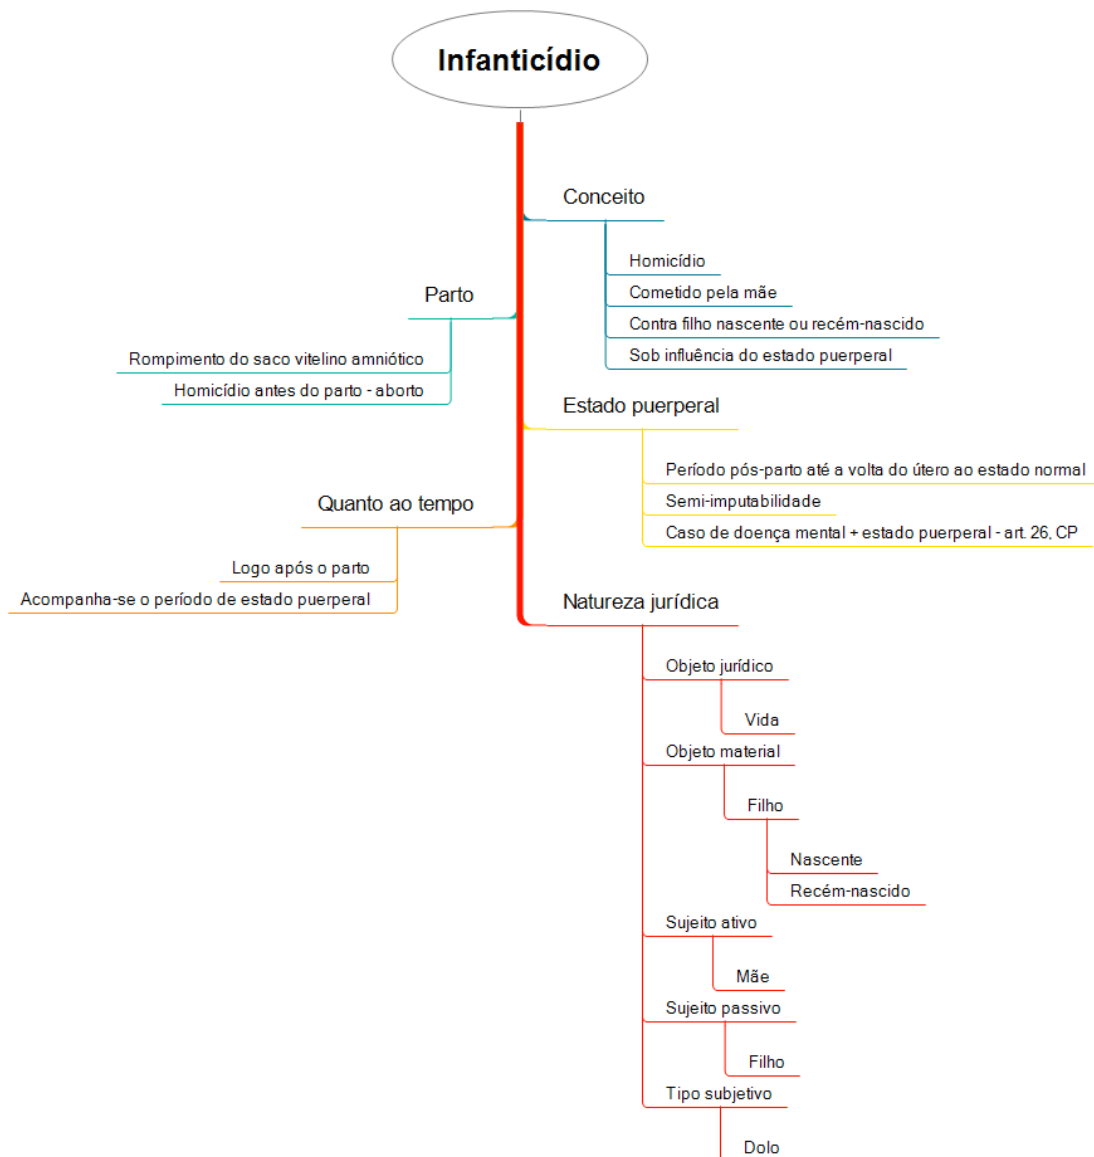 Infanticídio
Conceito
Homicídio
Cometido pela mãe
Contra filho nascente ou recém-nascido
Sob influência do estado puerperal
Parto
Rompimento do saco vitelino amniótico
Homicídio antes do parto - aborto
Estado puerperal
Período pós-parto até a volta do útero ao estado normal
Semi-imputabilidade
Caso de doença mental + estado puerperal - art. 26, CP
Quanto ao tempo
Logo após o parto
Acompanha-se o período de estado puerperal
Natureza jurídica
Objeto jurídico
Vida
Objeto material
Filho
Nascente
Recém-nascido
Sujeito ativo
Mãe
Sujeito passivo
Filho
Tipo subjetivo
Dolo